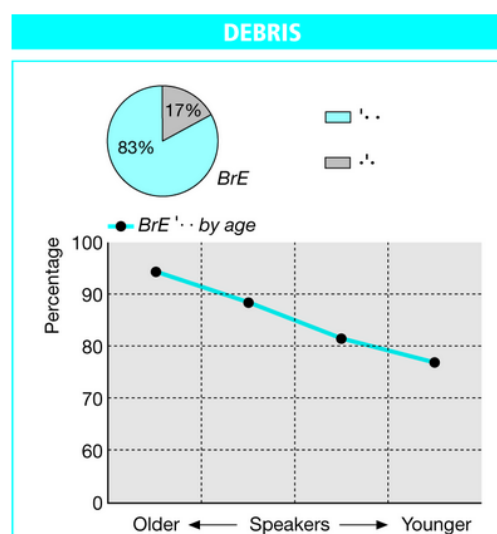 DEBRIS
17%
83%
BrE
ˈ· ·
·ˈ·
BrE ˈ· · by age
Percentage
100
90
80
70
60
0
Older ← Speakers → Younger